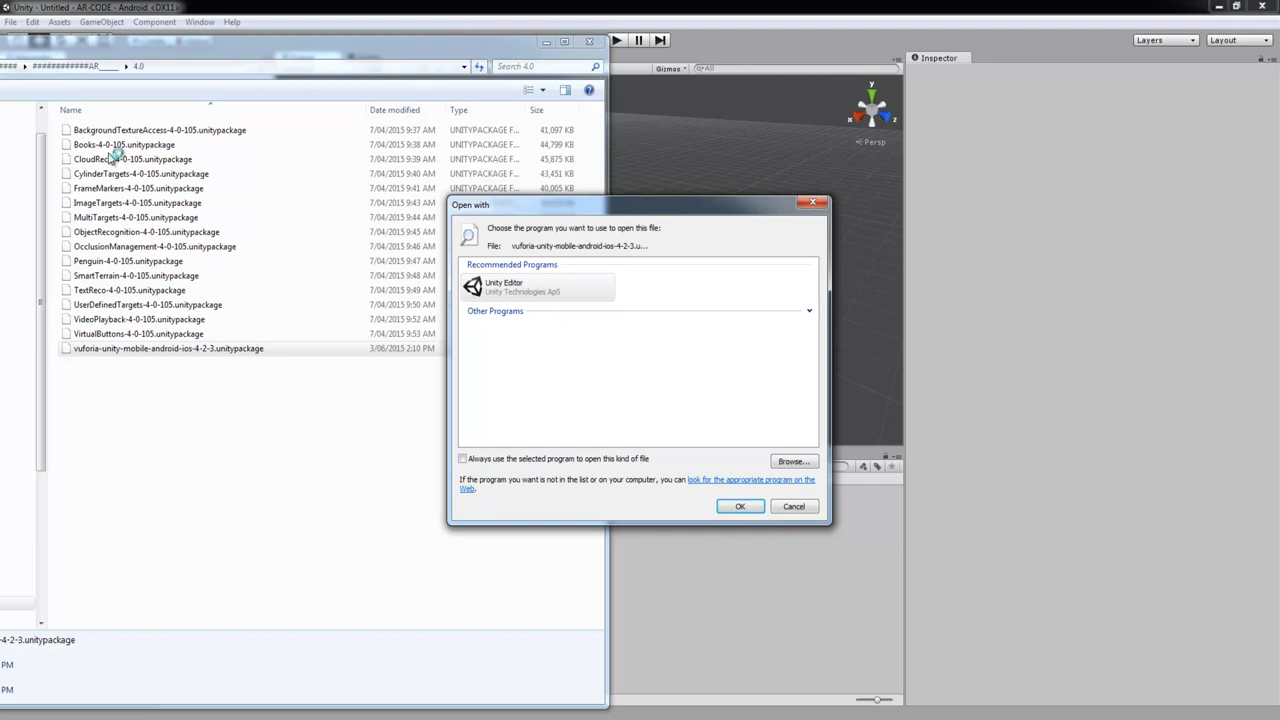 Unity - Untitled - AR-CODE - Android <DX11>
File Edit Assets GameObject Component Window Help
Layers Layout
#### ############AR____ 4.0 Search 4.0
Gizmos All
Inspector
Name Date modified Type Size
BackgroundTextureAccess-4-0-105.unitypackage 7/04/2015 9:37 AM UNITYPACKAGE F... 41,097 KB
Books-4-0-105.unitypackage 7/04/2015 9:38 AM UNITYPACKAGE F... 44,799 KB
7/04/2015 9:39 AM UNITYPACKAGE F... 45,875 KB
CylinderTargets-4-0-105.unitypackage 7/04/2015 9:40 AM UNITYPACKAGE F... 43,451 KB
FrameMarkers-4-0-105.unitypackage 7/04/2015 9:41 AM UNITYPACKAGE F... 40,005 KB
ImageTargets-4-0-105.unitypackage 7/04/2015 9:43 AM
MultiTargets-4-0-105.unitypackage 7/04/2015 9:44 AM
ObjectRecognition-4-0-105.unitypackage 7/04/2015 9:45 AM
OcclusionManagement-4-0-105.unitypackage 7/04/2015 9:46 AM
Penguin-4-0-105.unitypackage 7/04/2015 9:47 AM
SmartTerrain-4-0-105.unitypackage 7/04/2015 9:48 AM
TextReco-4-0-105.unitypackage 7/04/2015 9:49 AM
UserDefinedTargets-4-0-105.unitypackage 7/04/2015 9:50 AM
VideoPlayback-4-0-105.unitypackage 7/04/2015 9:52 AM
VirtualButtons-4-0-105.unitypackage 7/04/2015 9:53 AM
vuforia-unity-mobile-android-ios-4-2-3.unitypackage 3/06/2015 2:10 PM
y
x z
Persp
Open with
Choose the program you want to use to open this file:
File: vuforia-unity-mobile-android-ios-4-2-3.u...
Recommended Programs
Unity Editor
Unity Technologies ApS
Other Programs
Always use the selected program to open this kind of file
Browse...
If the program you want is not in the list or on your computer, you can look for the appropriate program on the
Web.
OK Cancel
-4-2-3.unitypackage
PM
PM